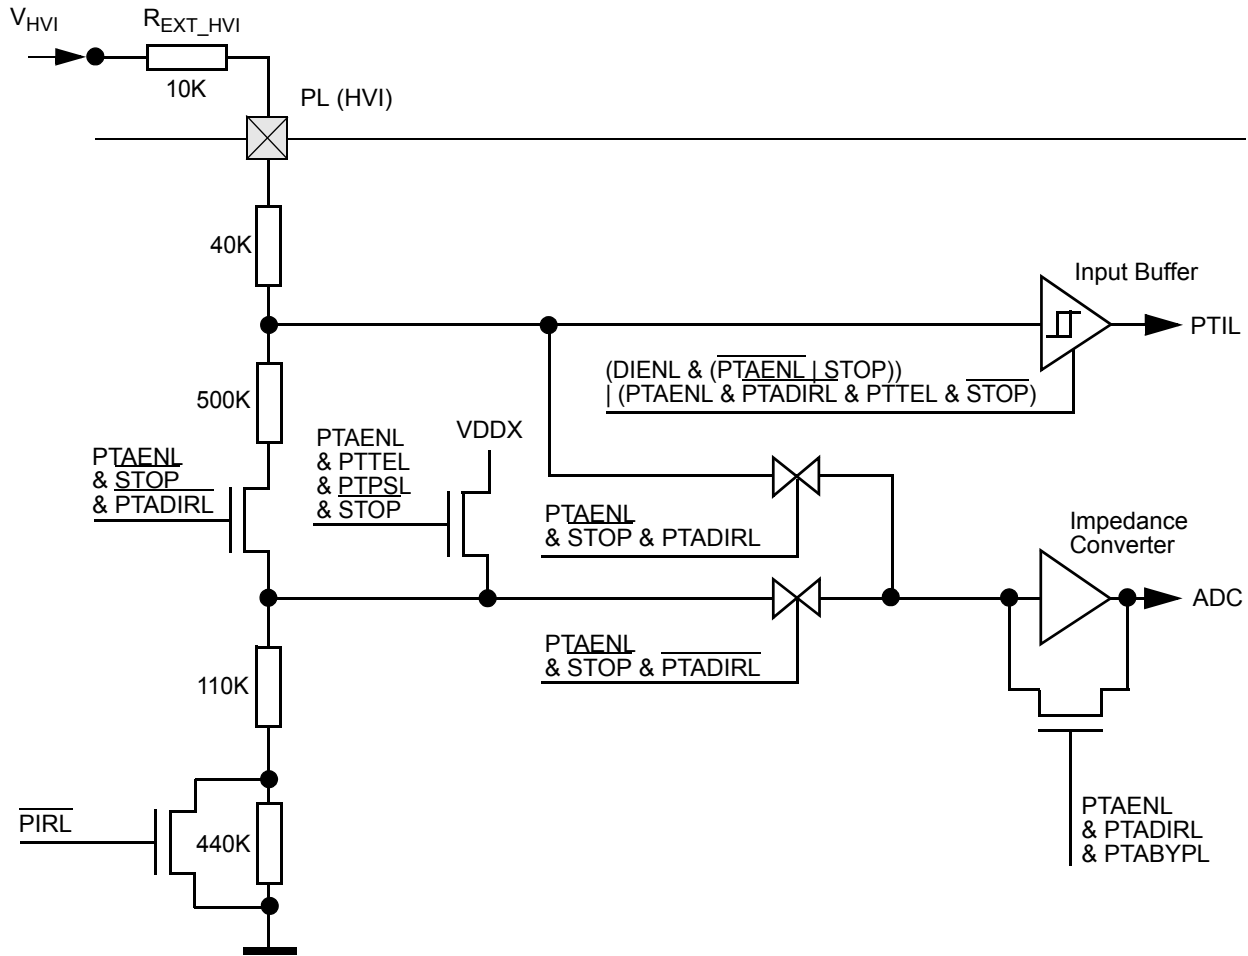 V_HVI
R_EXT_HVI
10K
PL (HVI)
40K
Input Buffer
PTIL
(DIENL & (PTAENL | STOP))
| (PTAENL & PTADIRL & PTTEL & STOP)
500K
VDDX
PTAENL
& STOP
& PTADIRL
PTAENL
& PTTEL
& PTPSL
& STOP
PTAENL
& STOP & PTADIRL
Impedance
Converter
ADC
PTAENL
& STOP & PTADIRL
110K
PIRL
440K
PTAENL
& PTADIRL
& PTABYPL